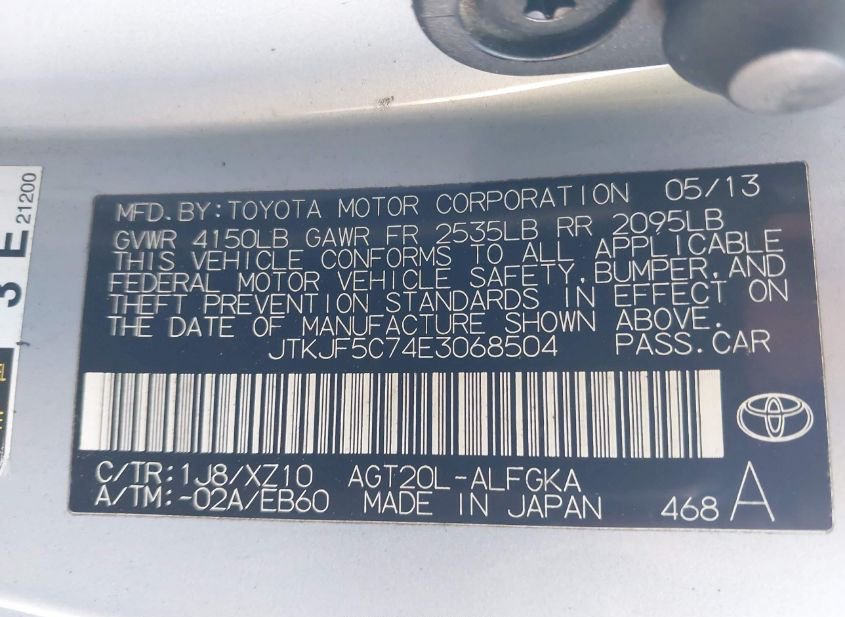 MFD. BY: TOYOTA MOTOR CORPORATION 05/13
GVWR 4150LB GAWR FR 2535LB RR 2095LB
THIS VEHICLE CONFORMS TO ALL APPLICABLE
FEDERAL MOTOR VEHICLE SAFETY, BUMPER, AND
THEFT PREVENTION STANDARDS IN EFFECT ON
THE DATE OF MANUFACTURE SHOWN ABOVE.
JTKJF5C74E3068504 PASS. CAR
C/TR: 1J8/XZ10 AGT20L-ALFGKA
A/TM: -02A/EB60 MADE IN JAPAN 468 A
3 E 21200